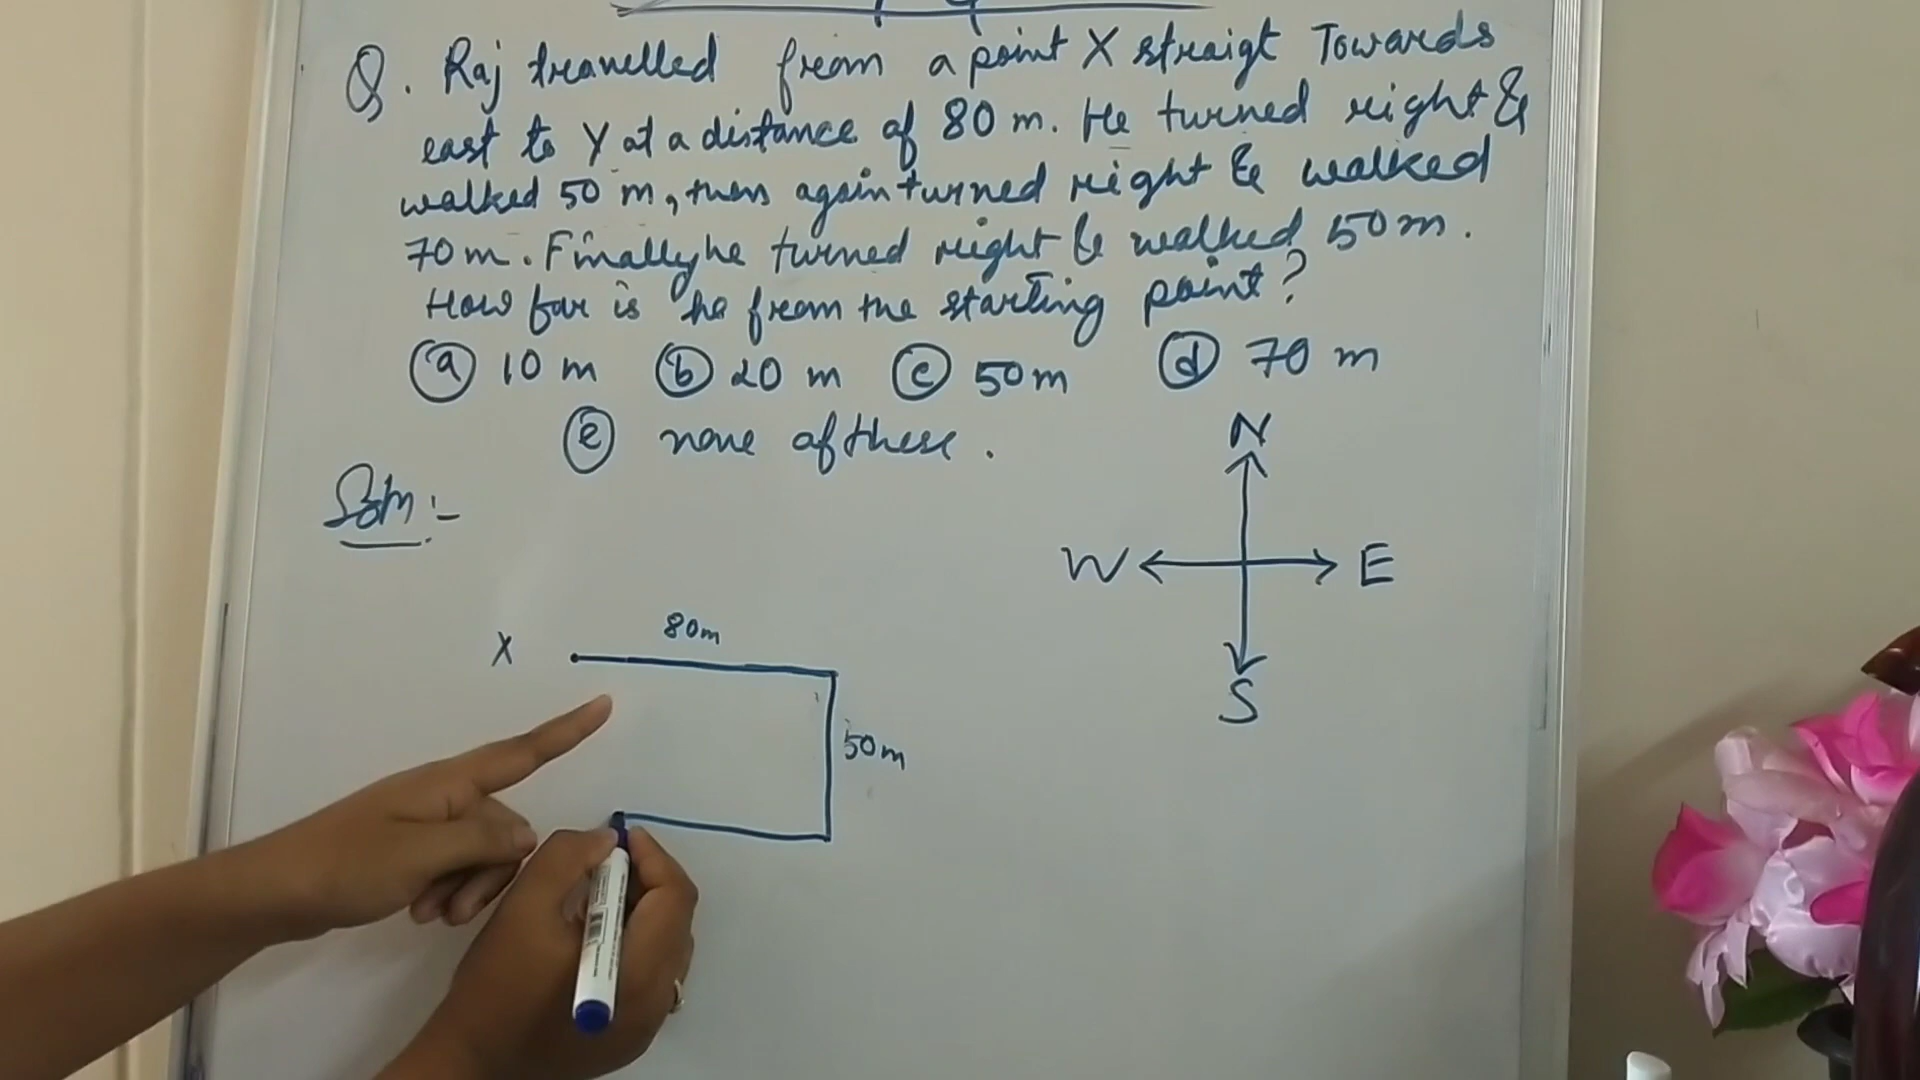 Q. Raj travelled from a point X straigt Towards
east to Y at a distance of 80 m. He turned right &
walked 50 m, then again turned right & walked
70 m. Finally he turned right & walked 50 m.
How far is he from the starting point?
(a) 10 m (b) 20 m (c) 50 m (d) 70 m
(e) none of these.
N
Soln :-
W E
80m
X
S
50m